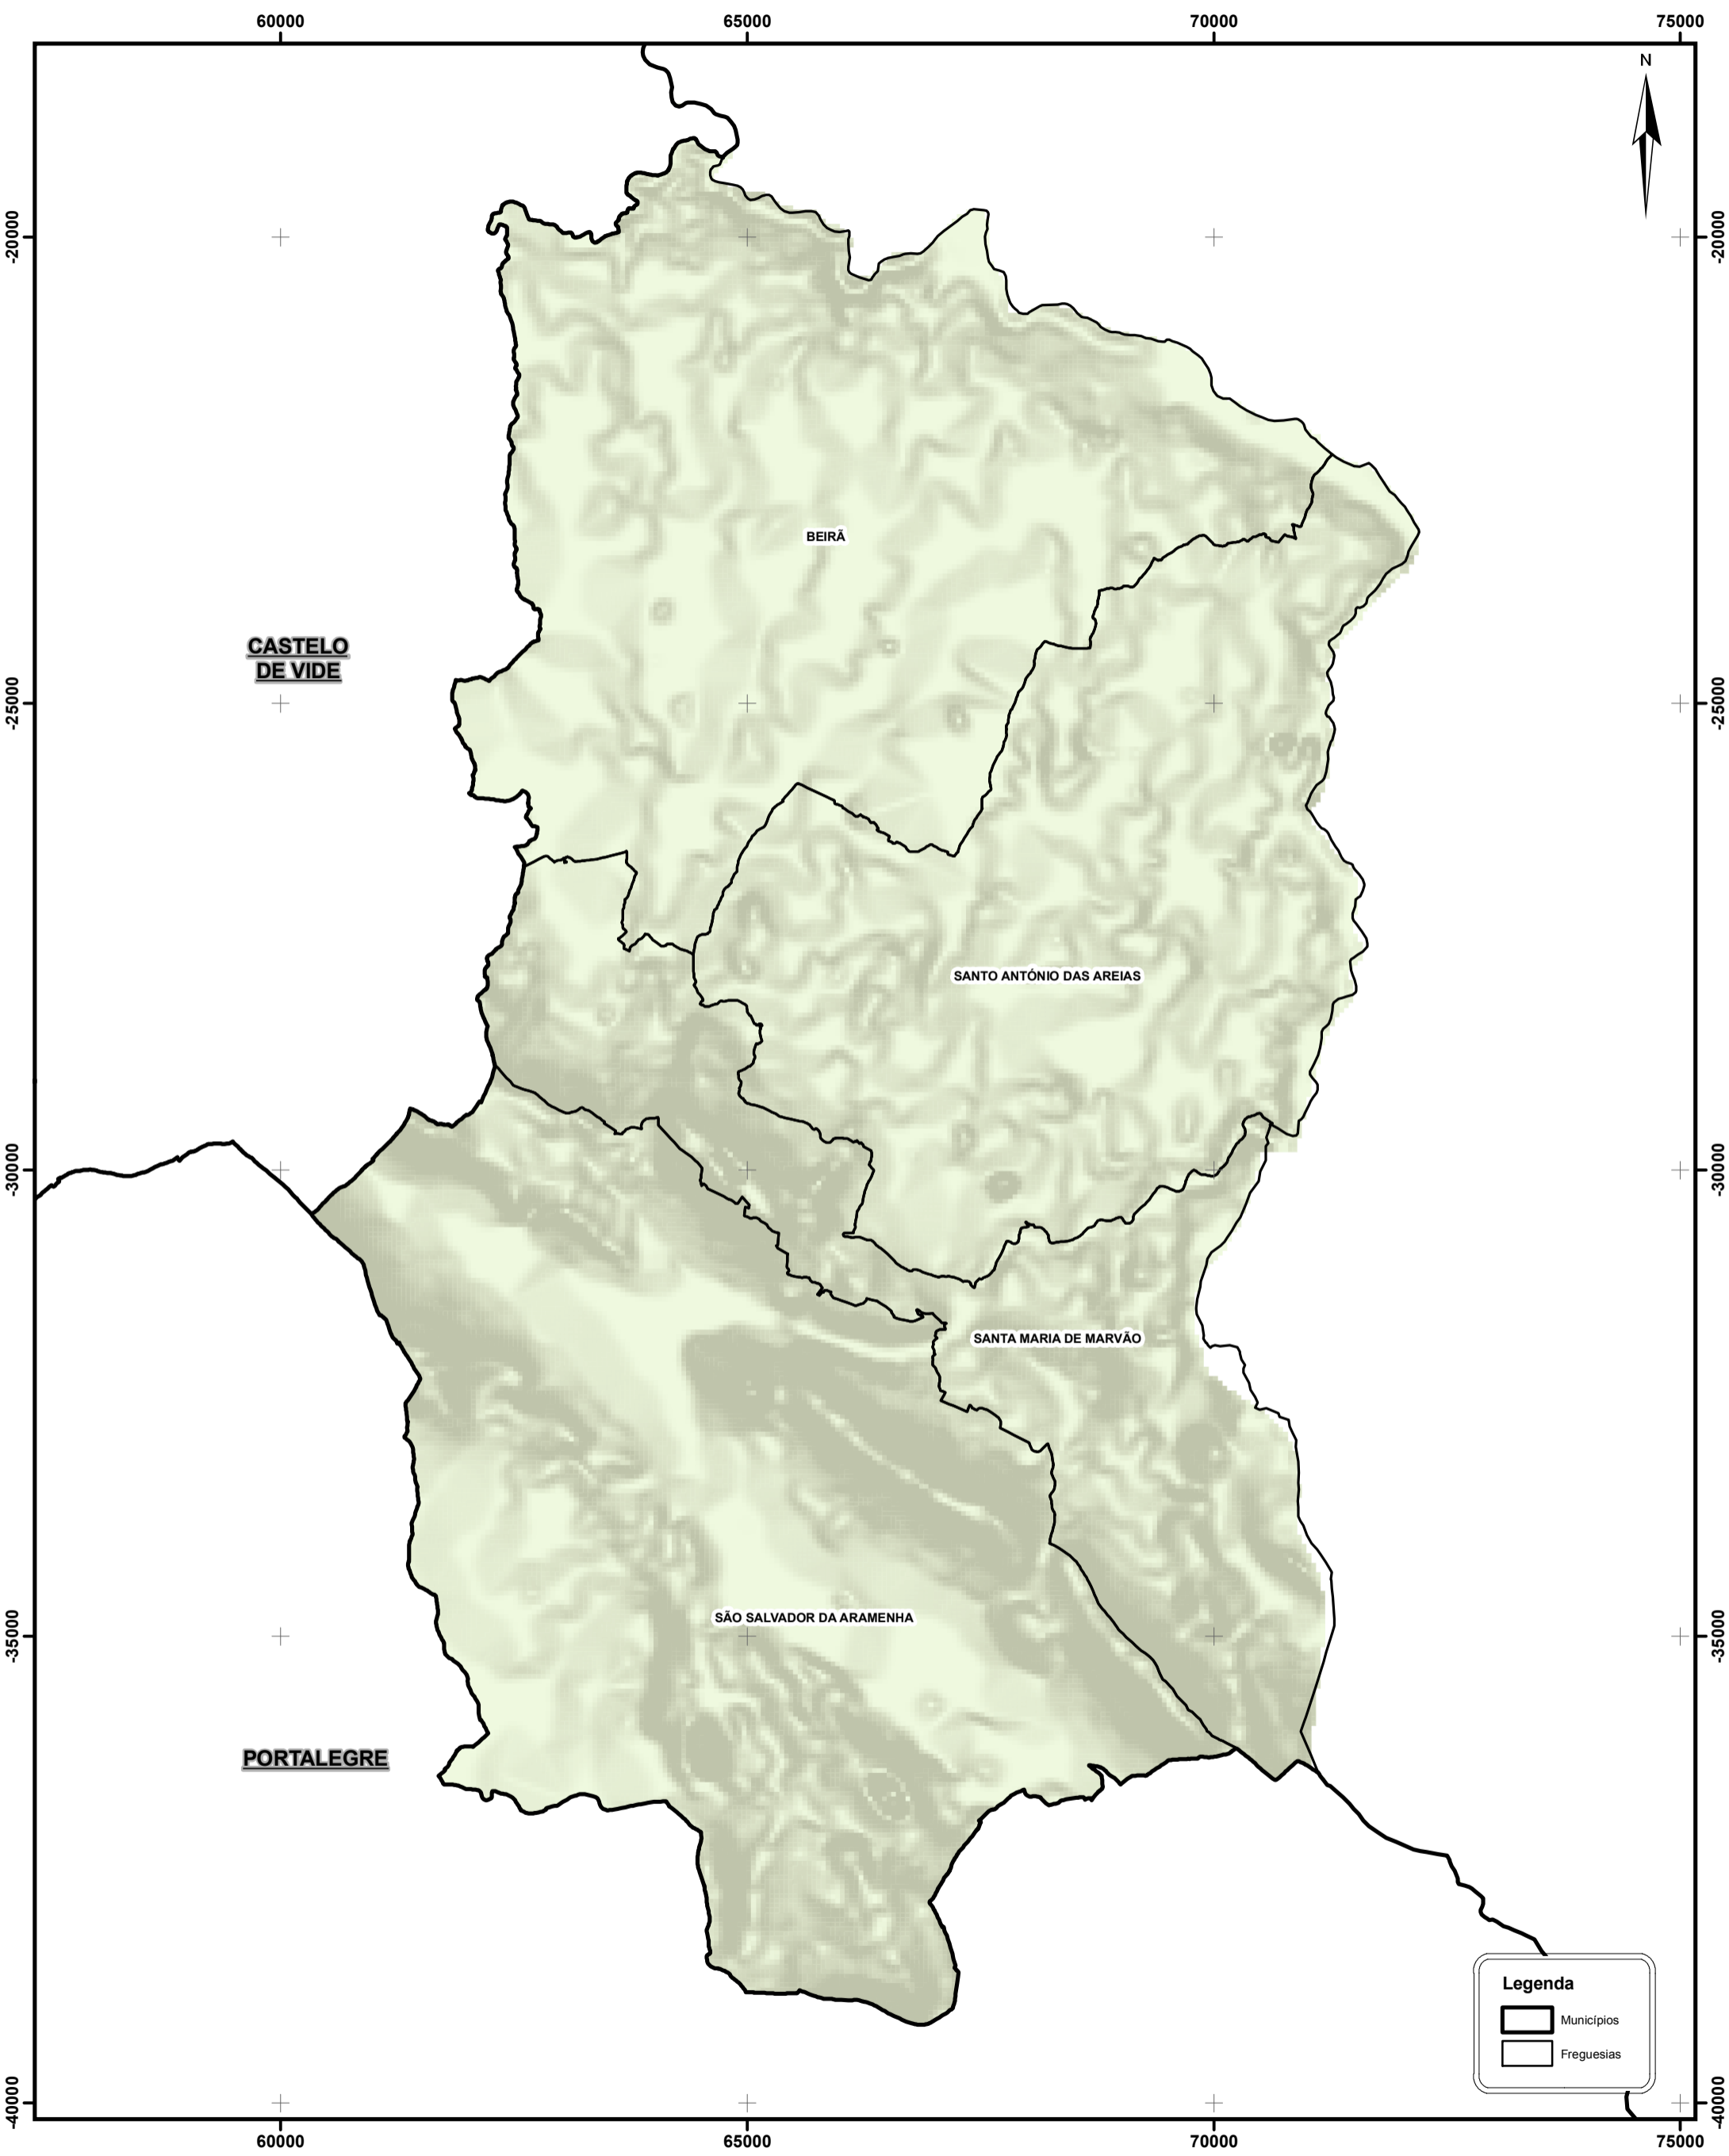 60000 65000 70000 75000
N
-20000 -20000
BEIRÃ
CASTELO
DE VIDE
-25000 -25000
SANTO ANTÓNIO DAS AREIAS
-30000 -30000
SANTA MARIA DE MARVÃO
SÃO SALVADOR DA ARAMENHA
-35000 -35000
PORTALEGRE
Legenda
Municípios
Freguesias
-40000 -40000
60000 65000 70000 75000